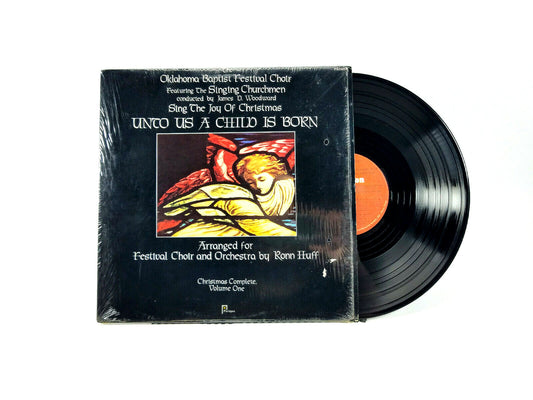 Oklahoma Baptist Festival Choir
Featuring The Singing Churchmen
conducted by James D. Woodward
Sing The Joy Of Christmas
UNTO US A CHILD IS BORN
Arranged for
Festival Choir and Orchestra by Ronn Huff
Christmas Complete,
Volume One